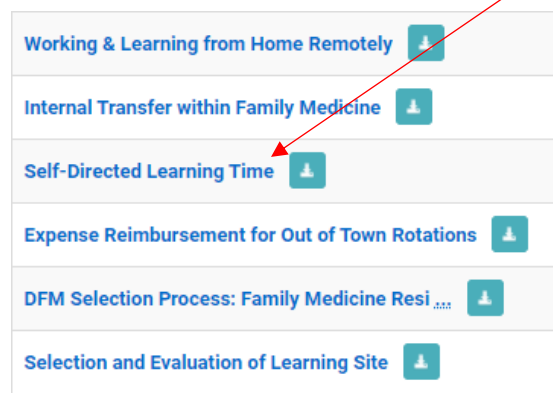 Working & Learning from Home Remotely
Internal Transfer within Family Medicine
Self-Directed Learning Time
Expense Reimbursement for Out of Town Rotations
DFM Selection Process: Family Medicine Resi ....
Selection and Evaluation of Learning Site